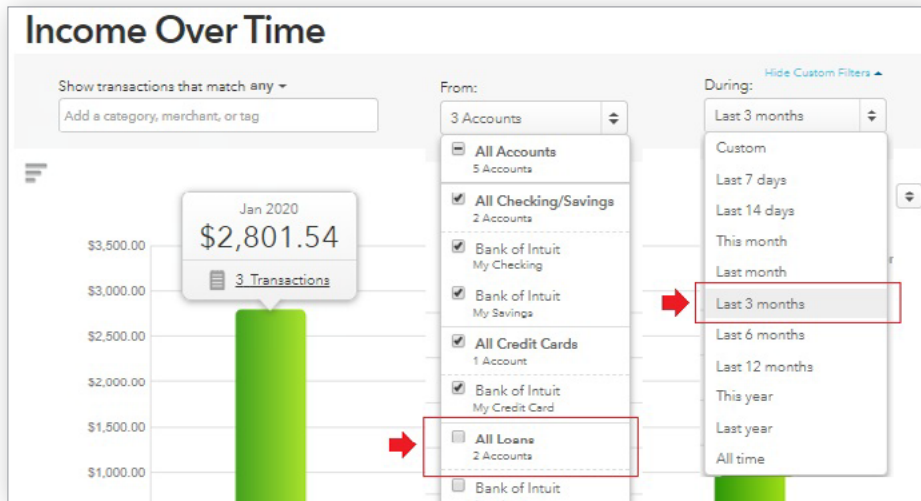 Income Over Time
Hide Custom Filters
Show transactions that match any
From:
During:
Add a category, merchant, or tag
3 Accounts
Last 3 months
All Accounts
5 Accounts
All Checking/Savings
2 Accounts
Bank of Intuit
My Checking
Bank of Intuit
My Savings
All Credit Cards
1 Account
Bank of Intuit
My Credit Card
All Loans
2 Accounts
Bank of Intuit
Custom
Last 7 days
Last 14 days
This month
Last month
Last 3 months
Last 6 months
Last 12 months
This year
Last year
All time
Jan 2020
$2,801.54
3 Transactions
$3,500.00
$3,000.00
$2,500.00
$2,000.00
$1,500.00
$1,000.00